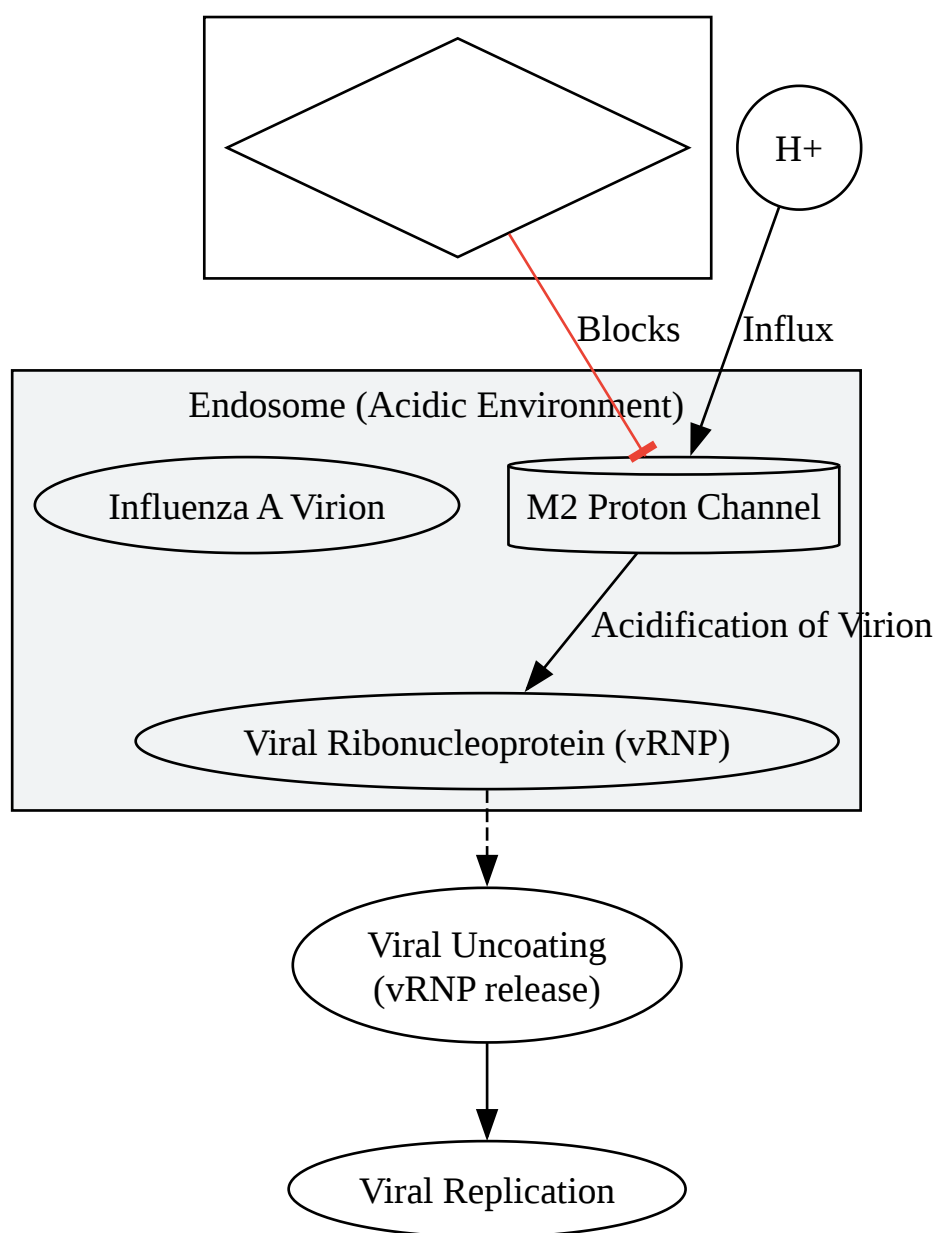 H+
Blocks
Influx
Endosome (Acidic Environment)
Influenza A Virion
M2 Proton Channel
Acidification of Virion
Viral Ribonucleoprotein (vRNP)
Viral Uncoating
(vRNP release)
Viral Replication